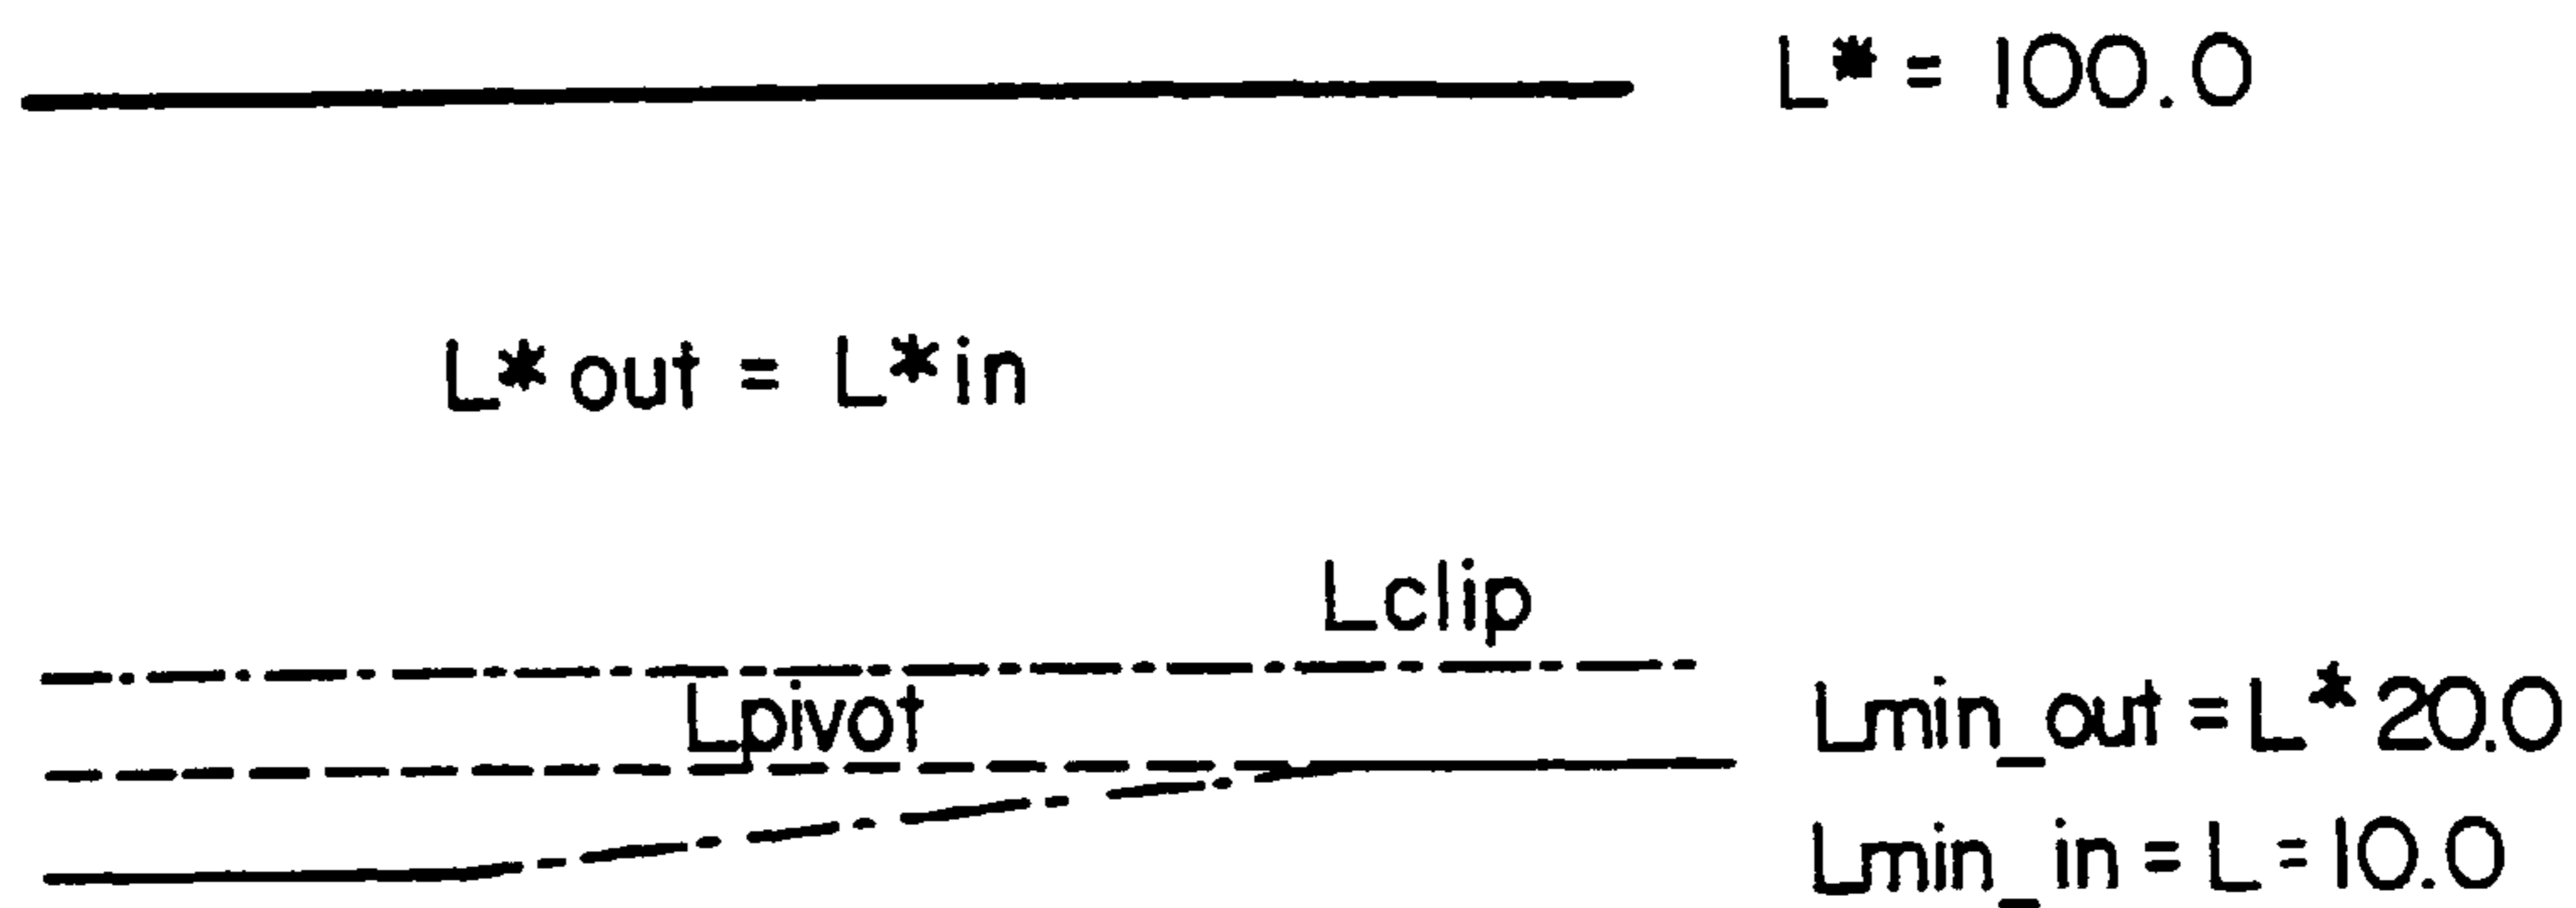 L* = 100.0
L* out = L* in
Lclip
Lpivot
Lmin_out = L* 20.0
Lmin_in = L = 10.0